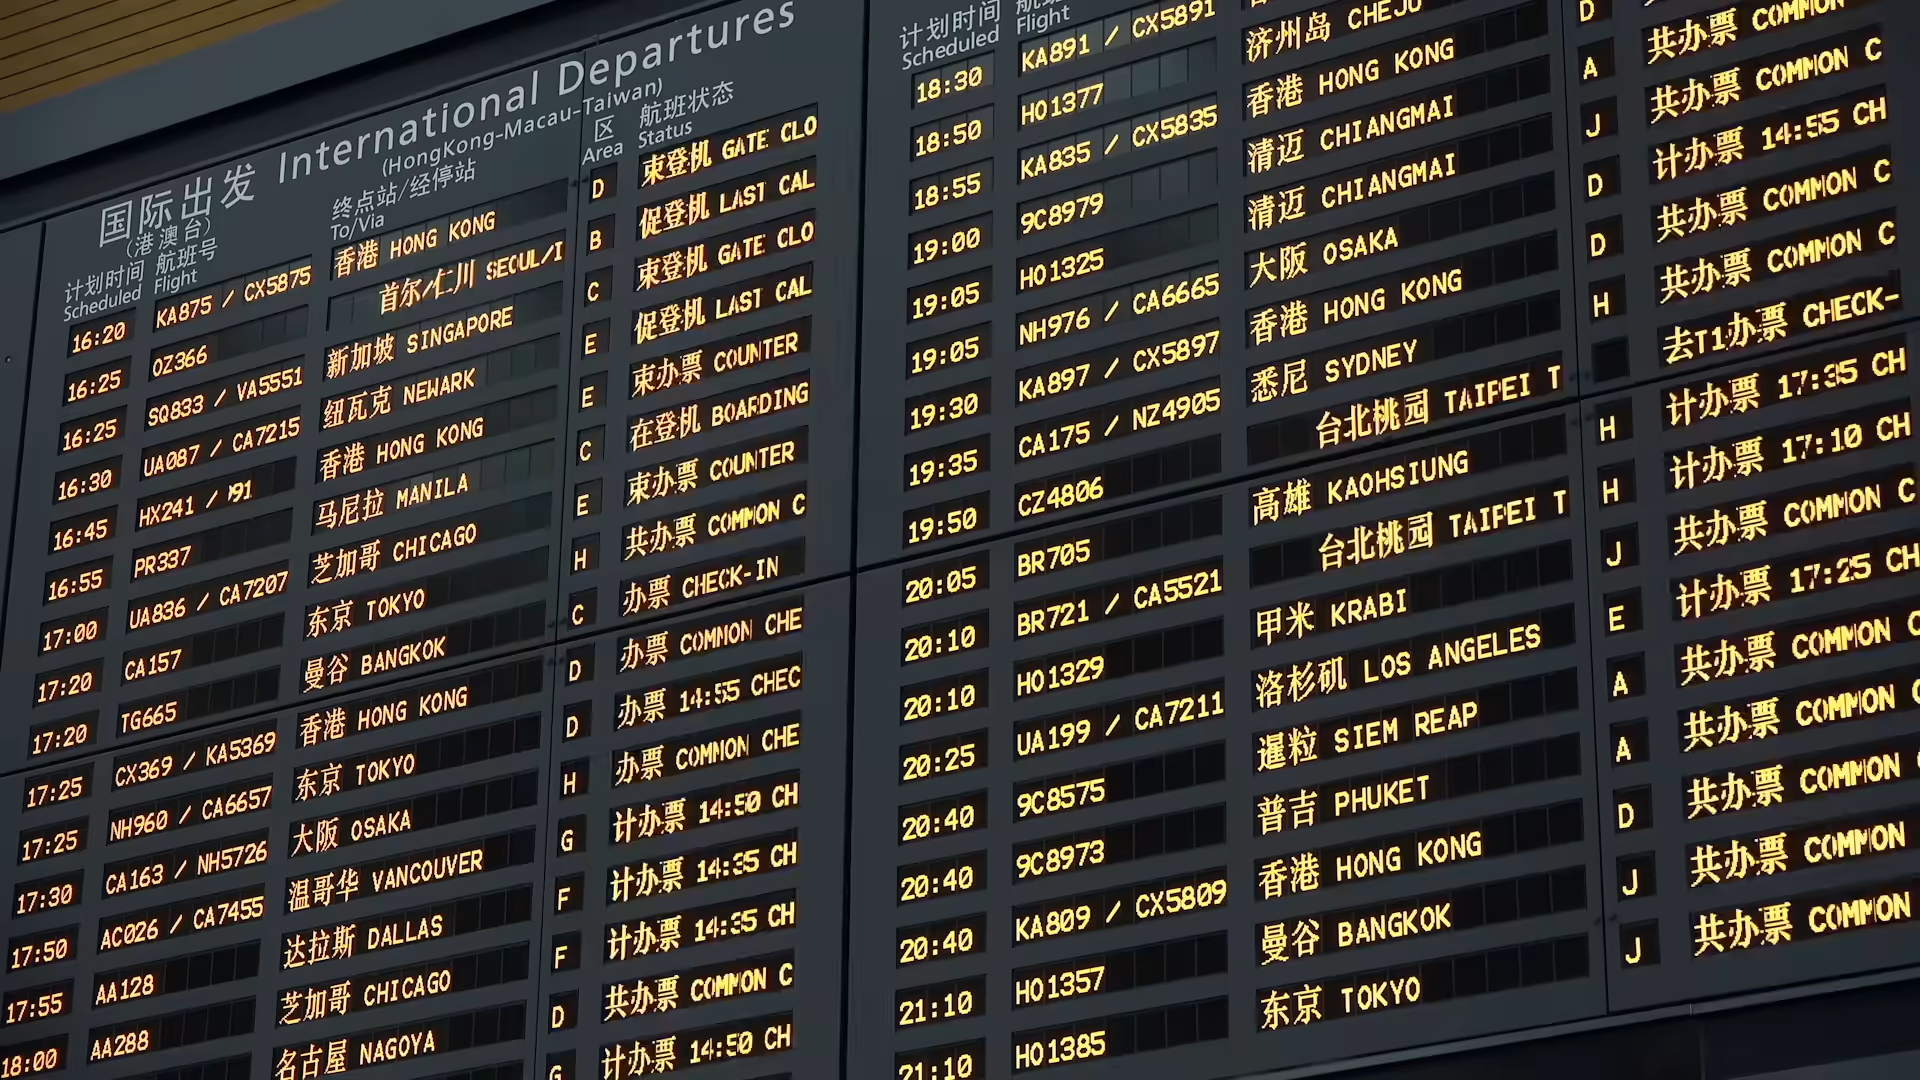 国际出发 International Departures
(港澳台) (HongKong-Macau-Taiwan)
计划时间 航班号 终点站/经停站 区 航班状态
Scheduled Flight To/Via Area Status
16:20 KA875 / CX5875 香港 HONG KONG D 束登机 GATE CLO
16:25 OZ366 首尔/仁川 SEOUL/I B 促登机 LAST CAL
16:25 SQ833 / VA5551 新加坡 SINGAPORE C 束登机 GATE CLO
16:30 UA087 / CA7215 纽瓦克 NEWARK E 促登机 LAST CAL
16:45 HX241 / 香港 HONG KONG E 束办票 COUNTER
16:55 PR337 马尼拉 MANILA C 在登机 BOARDING
17:00 UA836 / CA7207 芝加哥 CHICAGO E 束办票 COUNTER
17:20 CA157 东京 TOKYO H 共办票 COMMON C
17:20 TG665 曼谷 BANGKOK C 办票 CHECK-IN
17:25 CX369 / KA5369 香港 HONG KONG D 办票 COMMON CHE
17:25 NH960 / CA6657 东京 TOKYO D 办票 14:55 CHEC
17:30 CA163 / NH5726 大阪 OSAKA H 办票 COMMON CHE
17:50 AC026 / CA7455 温哥华 VANCOUVER G 计办票 14:50 CH
17:55 AA128 达拉斯 DALLAS F 计办票 14:35 CH
18:00 AA288 芝加哥 CHICAGO F 计办票 14:35 CH
名古屋 NAGOYA D 共办票 COMMON C
G 计办票 14:50 CH
计划时间
Scheduled Flight
18:30 KA891 / CX5891
18:50 HO1377 济州岛 CHEJU
18:55 KA835 / CX5835 香港 HONG KONG D 共办票 COMMON
19:00 9C8979 清迈 CHIANGMAI A 共办票 COMMON C
19:05 HO1325 清迈 CHIANGMAI J 共办票 COMMON C
19:05 NH976 / CA6665 大阪 OSAKA D 计办票 14:55 CH
19:30 KA897 / CX5897 香港 HONG KONG D 共办票 COMMON C
19:35 CA175 / NZ4905 悉尼 SYDNEY H 共办票 COMMON C
19:50 CZ4806 台北桃园 TAIPEI T 去T1办票 CHECK-
20:05 BR705 高雄 KAOHSIUNG H 计办票 17:35 CH
20:10 BR721 / CA5521 台北桃园 TAIPEI T H 计办票 17:10 CH
20:10 HO1329 甲米 KRABI J 共办票 COMMON C
20:25 UA199 / CA7211 洛杉矶 LOS ANGELES E 计办票 17:25 CH
20:40 9C8575 暹粒 SIEM REAP A 共办票 COMMON C
20:40 9C8973 普吉 PHUKET A 共办票 COMMON
20:40 KA809 / CX5809 香港 HONG KONG D 共办票 COMMON
21:10 HO1357 曼谷 BANGKOK J 共办票 COMMON
21:10 HO1385 东京 TOKYO J 共办票 COMMON